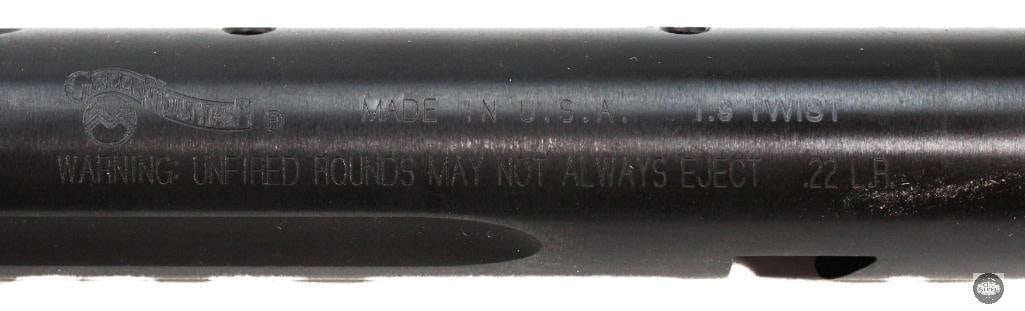 GREEN MOUNTAIN ® MADE IN U.S.A. 1.9 TWIST
WARNING: UNFIRED ROUNDS MAY NOT ALWAYS EJECT .22 L.R.